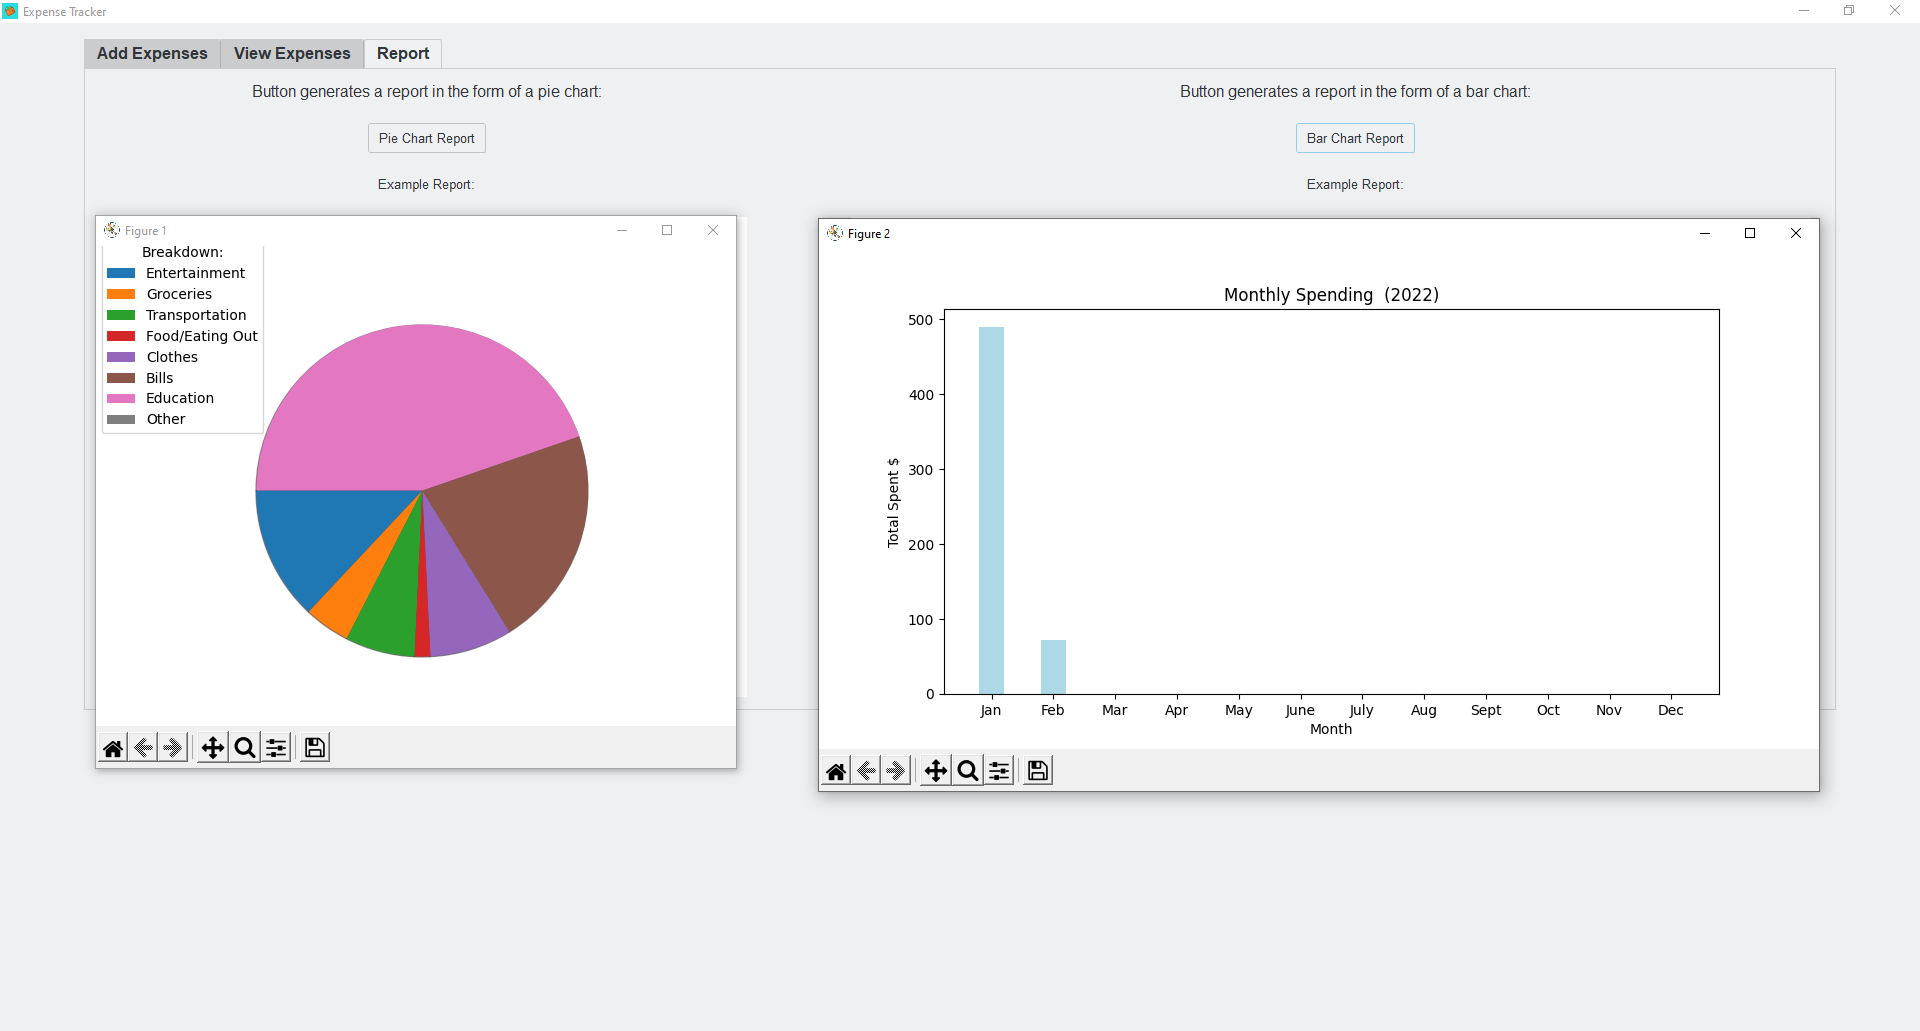 Expense Tracker
Add Expenses View Expenses Report
Button generates a report in the form of a pie chart:
Pie Chart Report
Example Report:
Button generates a report in the form of a bar chart:
Bar Chart Report
Example Report:
Figure 1
Breakdown:
Entertainment
Groceries
Transportation
Food/Eating Out
Clothes
Bills
Education
Other
Figure 2
Monthly Spending (2022)
Total Spent $
500
400
300
200
100
0
Jan Feb Mar Apr May June July Aug Sept Oct Nov Dec
Month